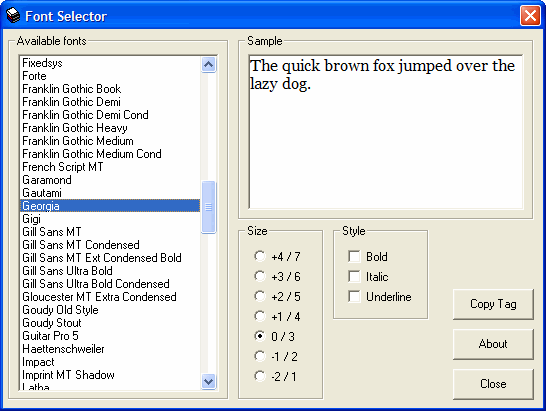 Font Selector
Available fonts
Fixedsys
Forte
Franklin Gothic Book
Franklin Gothic Demi
Franklin Gothic Demi Cond
Franklin Gothic Heavy
Franklin Gothic Medium
Franklin Gothic Medium Cond
French Script MT
Garamond
Gautami
Georgia
Gigi
Gill Sans MT
Gill Sans MT Condensed
Gill Sans MT Ext Condensed Bold
Gill Sans Ultra Bold
Gill Sans Ultra Bold Condensed
Gloucester MT Extra Condensed
Goudy Old Style
Goudy Stout
Guitar Pro 5
Haettenschweiler
Impact
Imprint MT Shadow
Latha
Sample
The quick brown fox jumped over the
lazy dog.
Size
+4 / 7
+3 / 6
+2 / 5
+1 / 4
0 / 3
-1 / 2
-2 / 1
Style
Bold
Italic
Underline
Copy Tag
About
Close